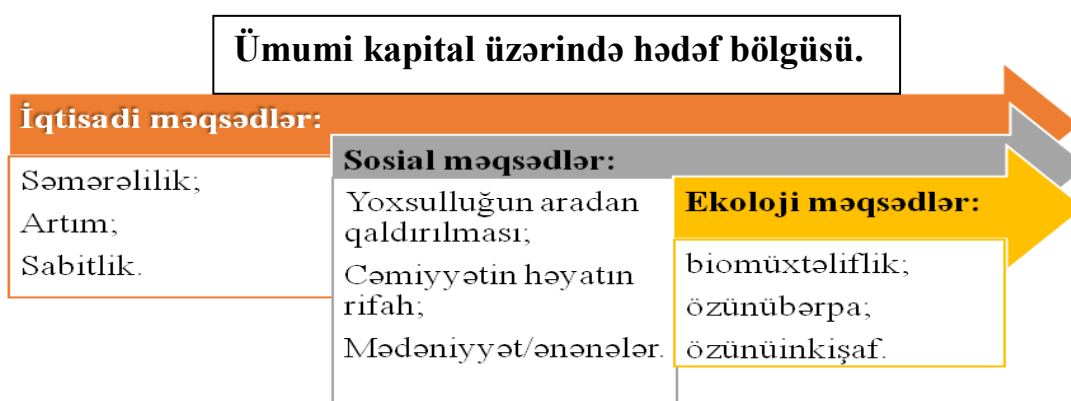 Ümumi kapital üzərində hədəf bölgüsü.
İqtisadi məqsədlər:
Səmərəlilik;
Artım;
Sabitlik.
Sosial məqsədlər:
Yoxsulluğun aradan
qaldırılması;
Cəmiyyətin həyatın
rifah;
Mədəniyyət/ənənələr.
Ekoloji məqsədlər:
biomüxtəliflik;
özünübərpa;
özünüinkişaf.